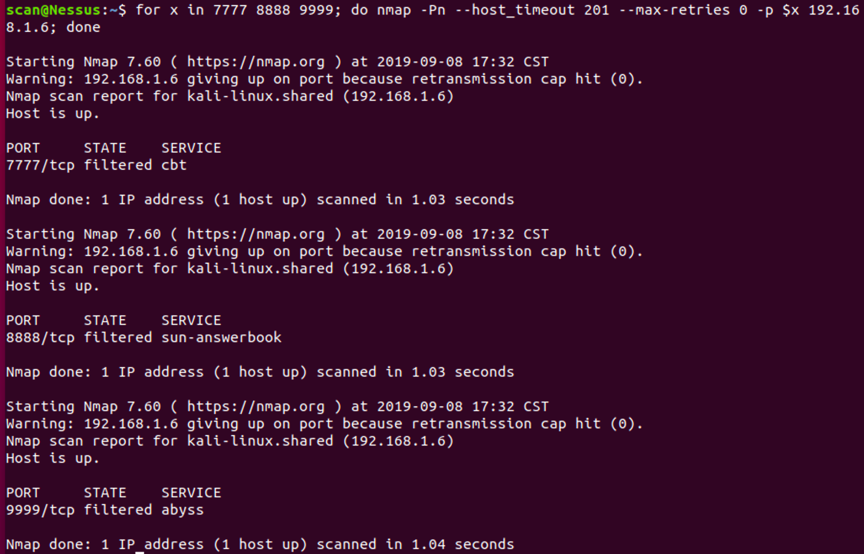 scan@Nessus:~$ for x in 7777 8888 9999; do nmap -Pn --host_timeout 201 --max-retries 0 -p $x 192.16
8.1.6; done
Starting Nmap 7.60 ( https://nmap.org ) at 2019-09-08 17:32 CST
Warning: 192.168.1.6 giving up on port because retransmission cap hit (0).
Nmap scan report for kali-linux.shared (192.168.1.6)
Host is up.
PORT     STATE    SERVICE
7777/tcp filtered cbt
Nmap done: 1 IP address (1 host up) scanned in 1.03 seconds
Starting Nmap 7.60 ( https://nmap.org ) at 2019-09-08 17:32 CST
Warning: 192.168.1.6 giving up on port because retransmission cap hit (0).
Nmap scan report for kali-linux.shared (192.168.1.6)
Host is up.
PORT     STATE    SERVICE
8888/tcp filtered sun-answerbook
Nmap done: 1 IP address (1 host up) scanned in 1.03 seconds
Starting Nmap 7.60 ( https://nmap.org ) at 2019-09-08 17:32 CST
Warning: 192.168.1.6 giving up on port because retransmission cap hit (0).
Nmap scan report for kali-linux.shared (192.168.1.6)
Host is up.
PORT     STATE    SERVICE
9999/tcp filtered abyss
Nmap done: 1 IP address (1 host up) scanned in 1.04 seconds